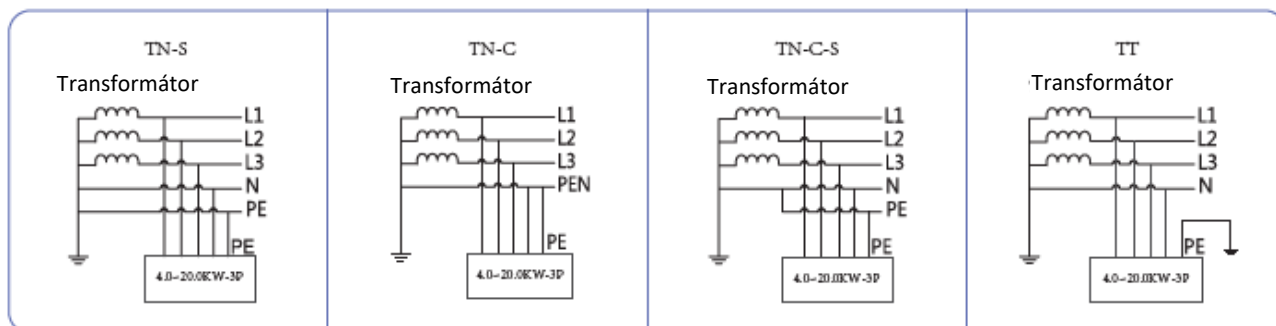 TN-S
Transformátor
L1
L2
L3
N
PE
PE
4.0~20.0KW-3P
TN-C
Transformátor
L1
L2
L3
PEN
PE
4.0~20.0KW-3P
TN-C-S
Transformátor
L1
L2
L3
N
PE
PE
4.0~20.0KW-3P
TT
Transformátor
L1
L2
L3
N
PE
4.0~20.0KW-3P